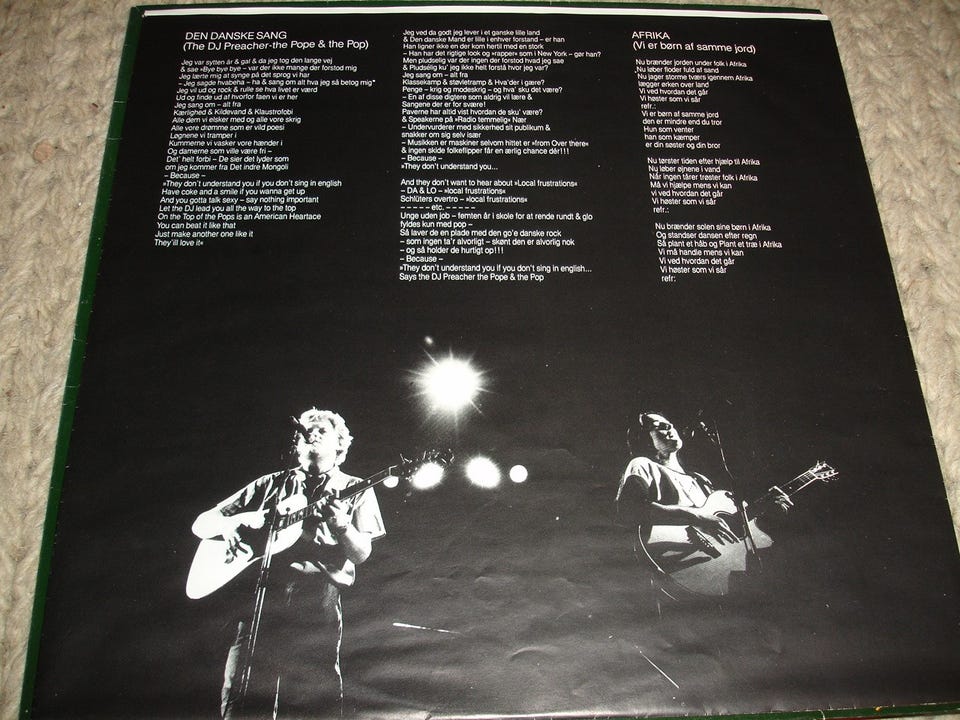 DEN DANSKE SANG
(The DJ Preacher-the Pope & the Pop)
Jeg var sytten år & gal & da jeg tog den lange vej
& sae »Bye bye bye – var der ikke mange der forstod mig
Jeg lærte mig at synge på det sprog vi har
– Jeg sagde hvabeha – ha & sang om alt hva jeg så betog mig"
Jeg vil ud og rock & rulle se hva livet er værd
Ud og finde ud af hvorfor faen vi er her
Jeg sang om – alt fra
Kærlighed & Kildevand & Klaustrofobi
Alle dem vi elsker med og alle vore skrig
Alle vore drømme som er vild poesi
Løgnene vi tramper i
Kummerne vi vasker vore hænder i
Og damerne som ville være fri –
Det' helt forbi – De sier det lyder som
om jeg kommer fra Det indre Mongoli
– Because –
»They don't understand you if you don't sing in english
Have coke and a smile if you wanna get up
And you gotta talk sexy – say nothing important
Let the DJ lead you all the way to the top
On the Top of the Pops is an American Heartace
You can beat it like that
Just make another one like it
They'ill love it«
Jeg ved da godt jeg lever i et ganske lille land
& Den danske Mand er lille i enhver forstand – er han
Han ligner ikke en der kom hertil med en stork
– Han har det rigtige look og »rapper« som i New York – gør han?
Men pludselig var der ingen der forstod hvad jeg sae
& Pludsélig ku' jeg ikke helt forstå hvor jeg var?
Jeg sang om – alt fra
Klassekamp & støvletramp & Hva'der i gære?
Penge – krig og modeskrig – og hva' sku det være?
– En af disse digtere som aldrig vil lære &
Sangene der er for svære!
Paverne har altid vist hvordan de sku' være?
& Speakerne på »Radio temmelig« Nær
– Undervurderer med sikkerhed sit publikum &
snakker om sig selv især
– Musikken er maskiner selvom hittet er »from Over there«
& ingen skide folkeflipper får en ærlig chance dér!!!
– Because –
»They don't understand you...
And they don't want to hear about »Local frustrations«
– DA & LO – »local frustrations«
Schlüters overtro – »local frustrations«
– – – – – etc. – – – – –
Unge uden job – femten år i skole for at rende rundt & glo
fyldes kun med pop –
Så laver de en plade med den go'e danske rock
– som ingen ta'r alvorligt – skønt den er alvorlig nok
– og så holder de hurtigt op!!!
– Because –
»They don't understand you if you don't sing in english...
Says the DJ Preacher the Pope & the Pop
AFRIKA
(Vi er børn af samme jord)
Nu brænder jorden under folk i Afrika
Nu løber floder fuld af sand
Nu jager storme tværs igennem Afrika
lægger ørken over land
Vi ved hvordan det går
Vi høster som vi sår
refr.:
Vi er børn af samme jord
den er mindre end du tror
Hun som venter
han som kæmper
er din søster og din bror
Nu tørster tiden efter hjælp til Afrika
Nu løber øjnene i vand
Når ingen tårer trøster folk i Afrika
Må vi hjælpe mens vi kan
vi ved hvordan det går
Vi høster som vi sår
refr.:
Nu brænder solen sine børn i Afrika
Og standser dansen efter regn
Så plant et håb og Plant et træ i Afrika
Vi må handle mens vi kan
Vi ved hvordan det går
Vi høster som vi sår
refr: